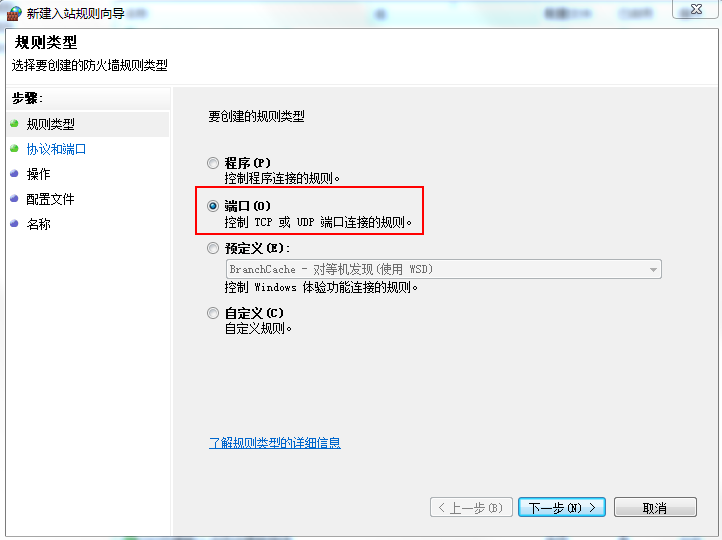 新建入站规则向导
规则类型
选择要创建的防火墙规则类型
步骤:
规则类型
协议和端口
操作
配置文件
名称
要创建的规则类型
程序(P)
控制程序连接的规则。
端口(O)
控制 TCP 或 UDP 端口连接的规则。
预定义(E):
BranchCache - 对等机发现(使用 WSD)
控制 Windows 体验功能连接的规则。
自定义(C)
自定义规则。
了解规则类型的详细信息
< 上一步(B)
下一步(N) >
取消